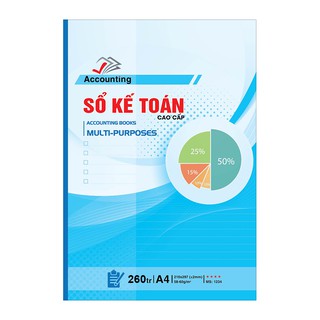 Accounting
SỔ KẾ TOÁN
CAO CẤP
ACCOUNTING BOOKS
MULTI-PURPOSES
25%
50%
15%
260tr
A4